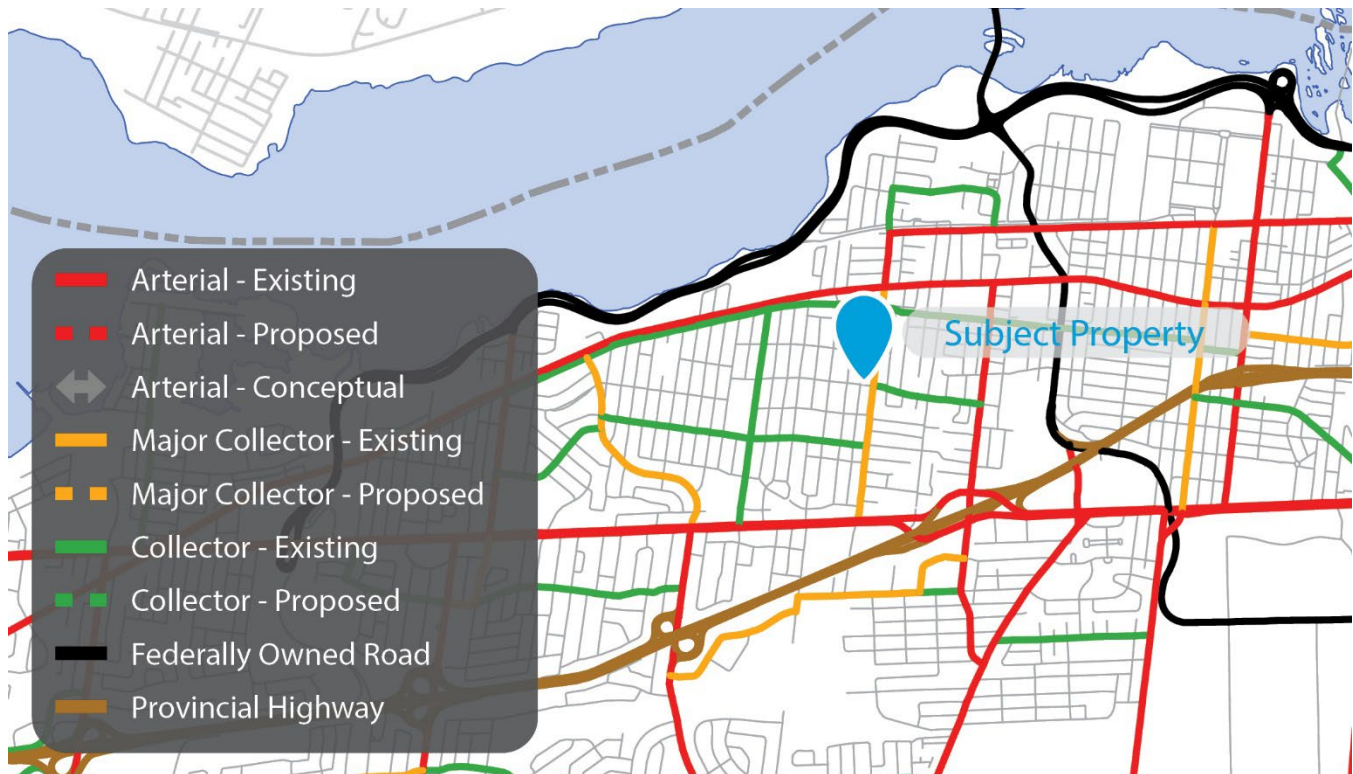 Arterial - Existing
Arterial - Proposed
Arterial - Conceptual
Major Collector - Existing
Major Collector - Proposed
Collector - Existing
Collector - Proposed
Federally Owned Road
Provincial Highway
Subject Property